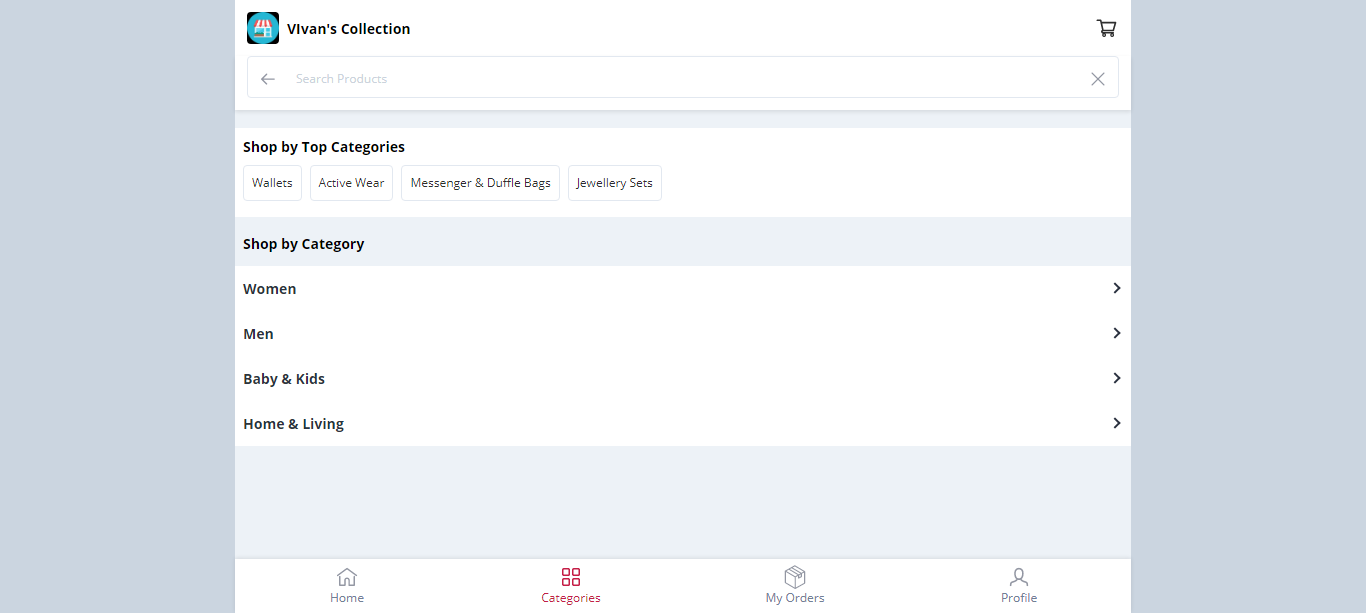 VIvan's Collection
Search Products
Shop by Top Categories
Wallets
Active Wear
Messenger & Duffle Bags
Jewellery Sets
Shop by Category
Women
Men
Baby & Kids
Home & Living
Home
Categories
My Orders
Profile